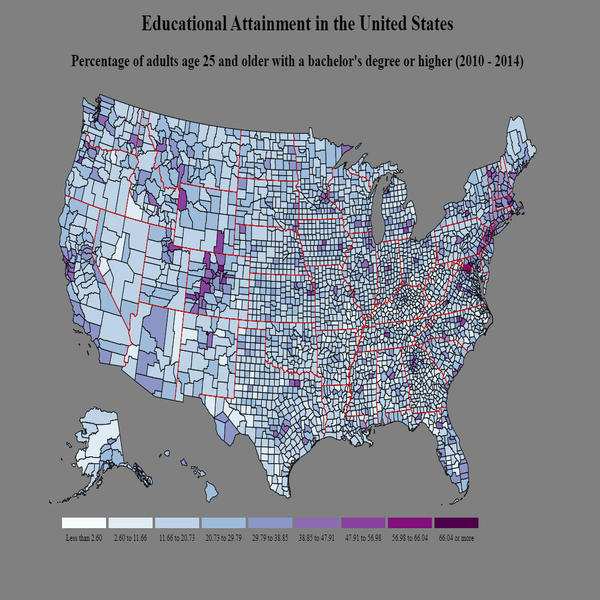 Educational Attainment in the United States
Percentage of adults age 25 and older with a bachelor's degree or higher (2010 - 2014)
Less than 2.60
2.60 to 11.66
11.66 to 20.73
20.73 to 29.79
29.79 to 38.85
38.85 to 47.91
47.91 to 56.98
56.98 to 66.04
66.04 or more